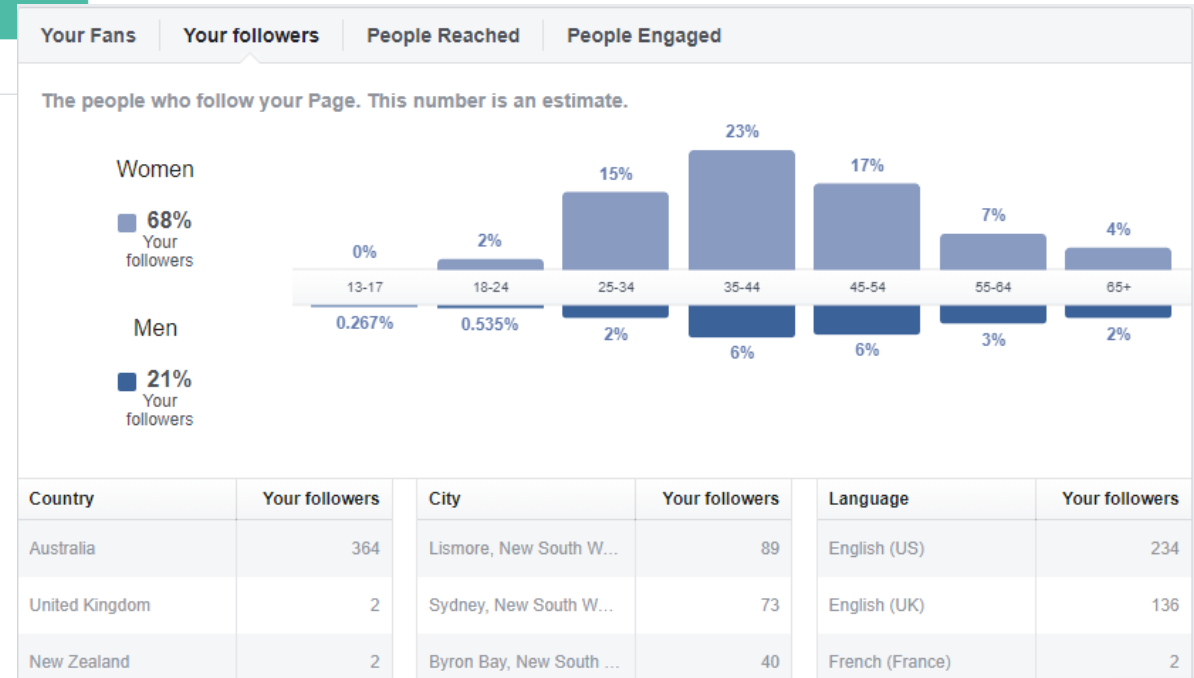 Your Fans Your followers People Reached People Engaged
The people who follow your Page. This number is an estimate.
Women
68%
Your
followers
0% 2% 15% 23% 17% 7% 4%
13-17 18-24 25-34 35-44 45-54 55-64 65+
0.267% 0.535% 2% 6% 6% 3% 2%
Men
21%
Your
followers
Country Your followers City Your followers Language Your followers
Australia 364 Lismore, New South W... 89 English (US) 234
United Kingdom 2 Sydney, New South W... 73 English (UK) 136
New Zealand 2 Byron Bay, New South ... 40 French (France) 2